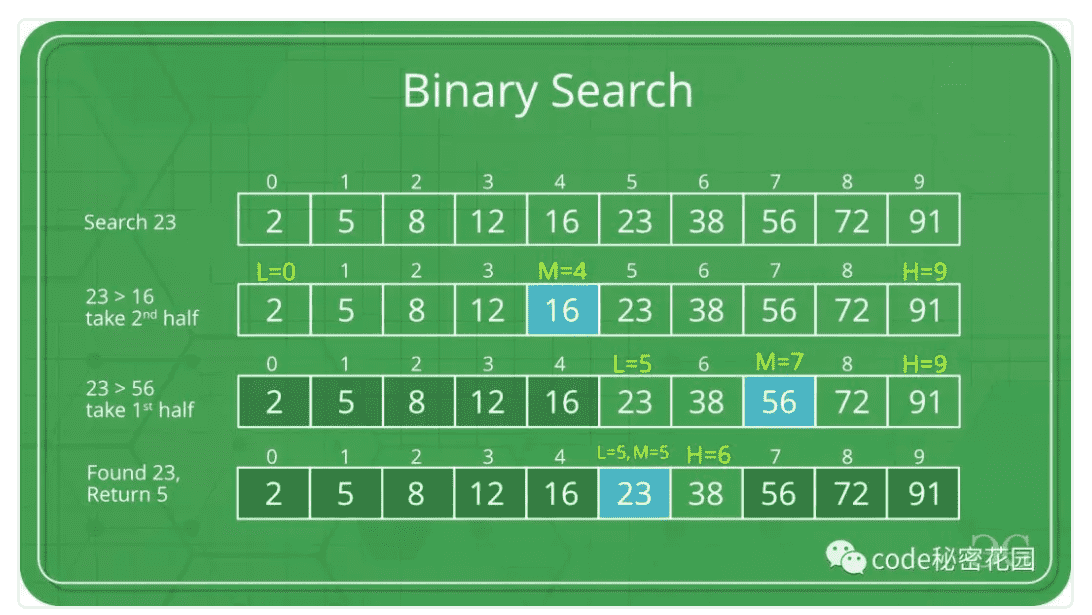 Binary Search
0 1 2 3 4 5 6 7 8 9
Search 23
2 5 8 12 16 23 38 56 72 91
L=0 1 2 3 M=4 5 6 7 8 H=9
23 > 16
take 2nd half
2 5 8 12 16 23 38 56 72 91
0 1 2 3 4 L=5 6 M=7 8 H=9
23 > 56
take 1st half
2 5 8 12 16 23 38 56 72 91
0 1 2 3 4 L=5, M=5 H=6 7 8 9
Found 23,
Return 5
2 5 8 12 16 23 38 56 72 91
code秘密花园